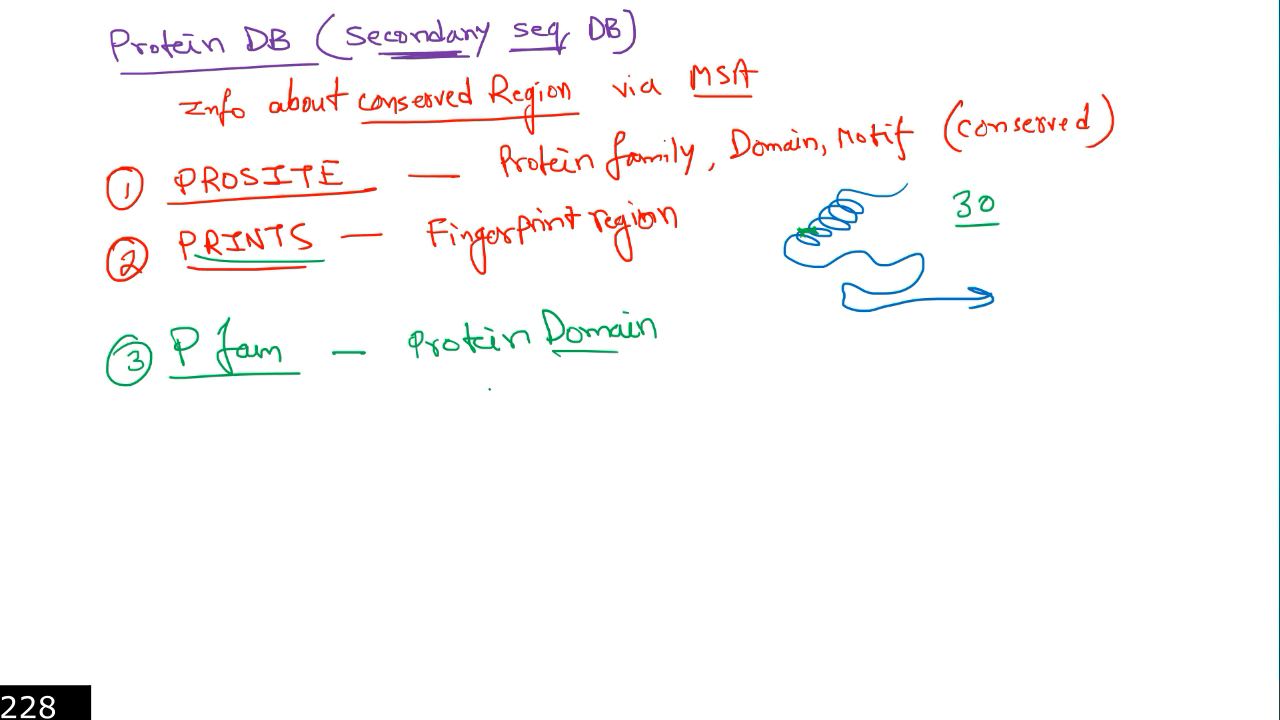 Protein DB (Secondary seq. DB)
Info about conserved Region via MSA
① PROSITE — Protein family, Domain, Motif (conserved)
② PRINTS — Fingerprint region
30
③ P fam — Protein Domain
228